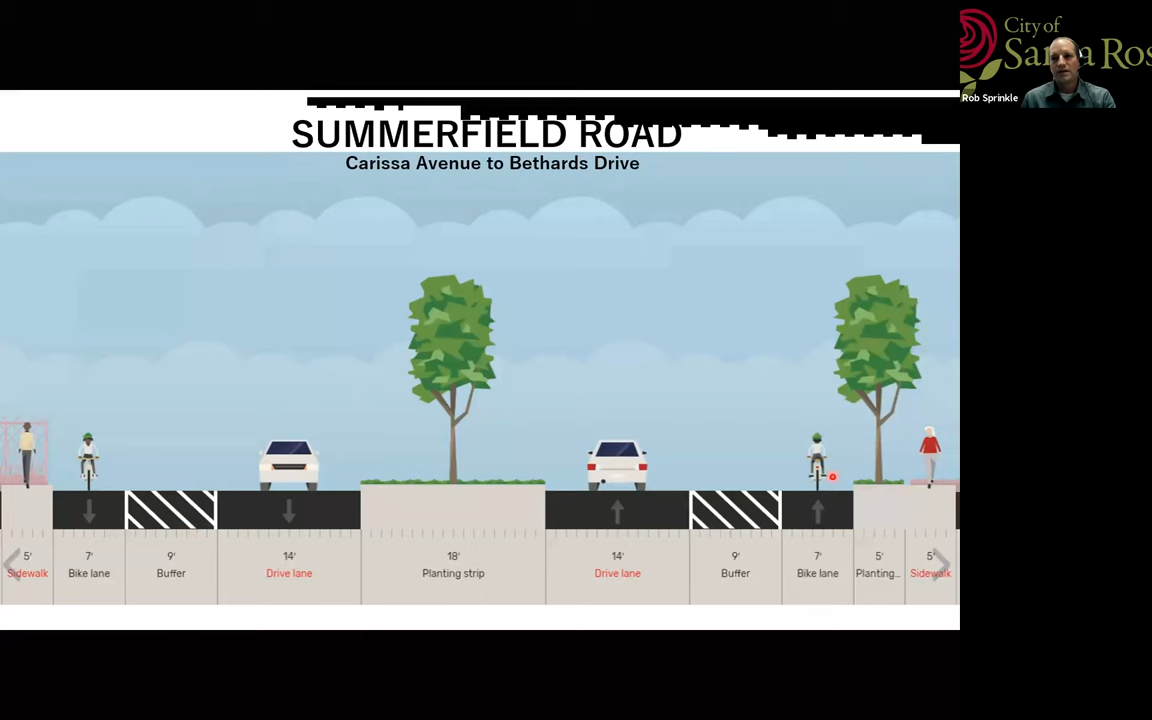 City of
Santa Ros
Rob Sprinkle
SUMMERFIELD ROAD
Carissa Avenue to Bethards Drive
5' 7' 9' 14' 18' 14' 9' 7' 5' 5'
Sidewalk Bike lane Buffer Drive lane Planting strip Drive lane Buffer Bike lane Planting... Sidewalk